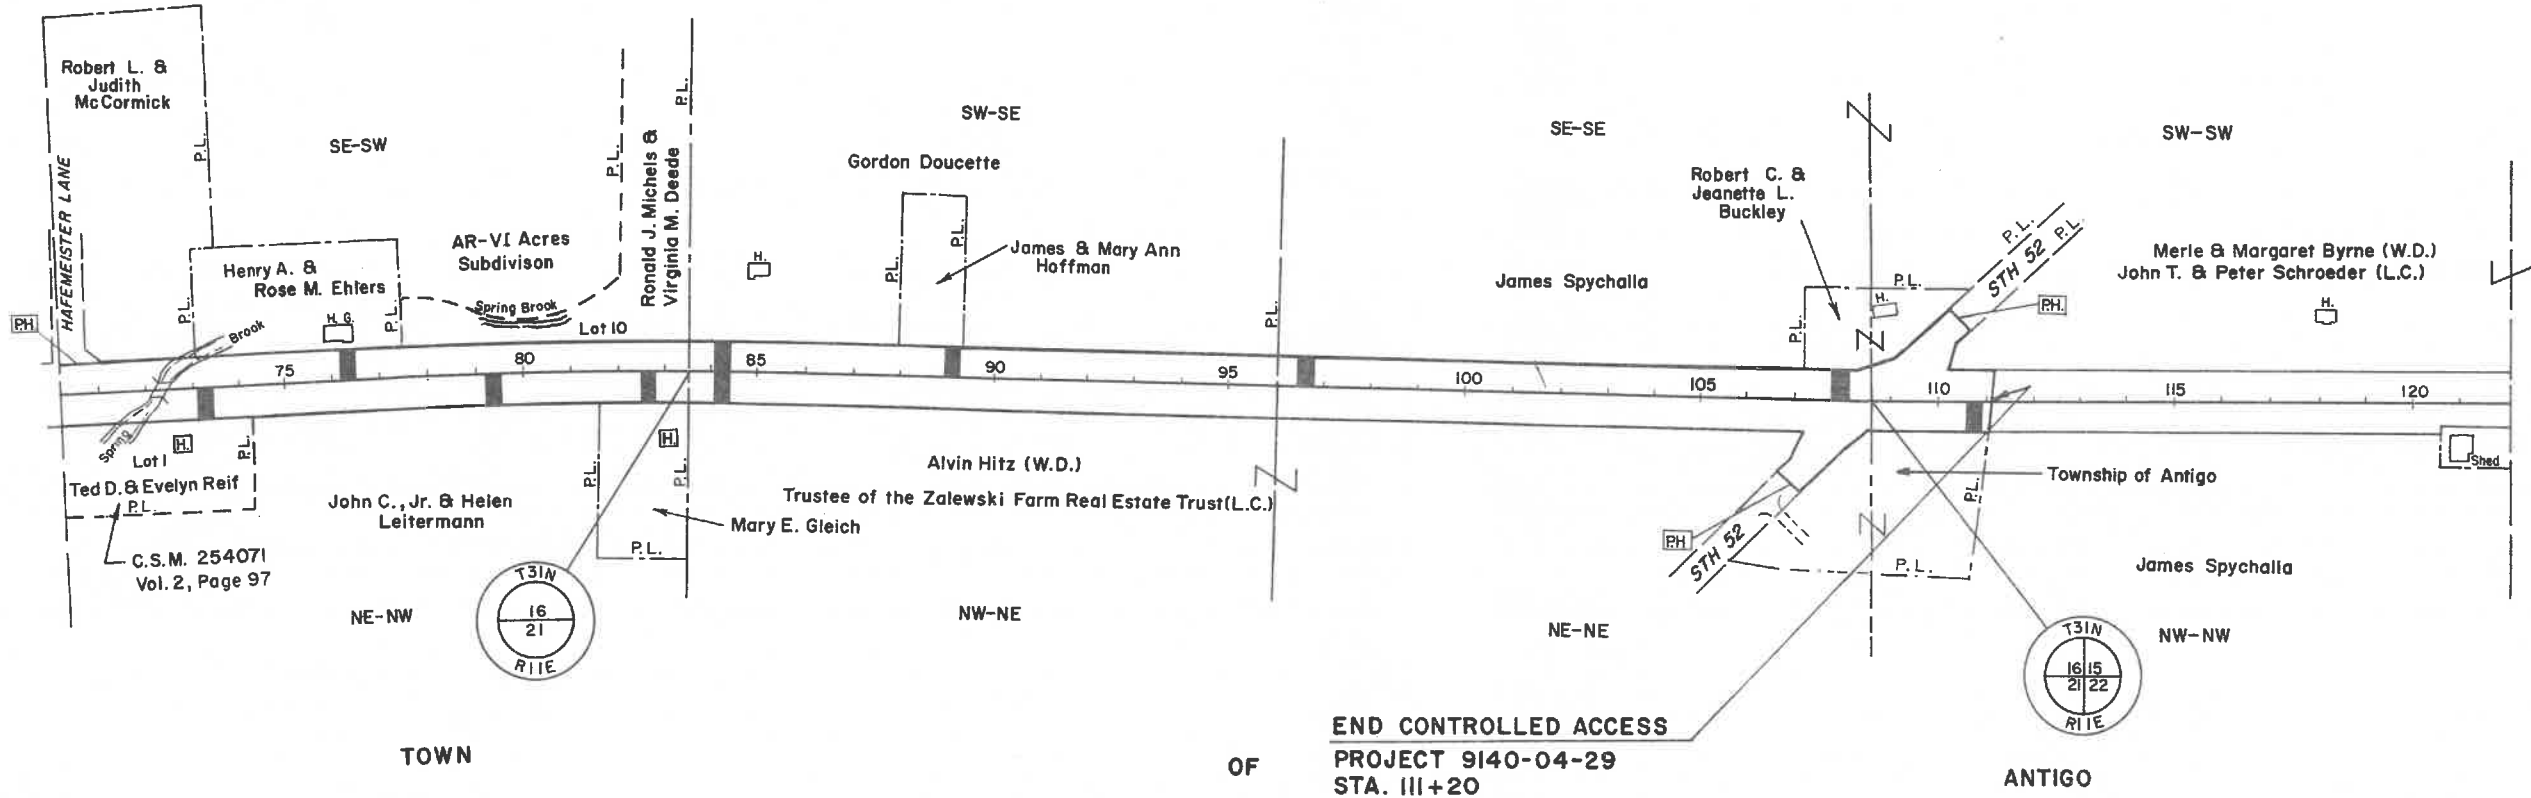 Robert L. &
Judith
McCormick
HAFEMEISTER LANE
P.L.
SE-SW
P.L.
Ronald J. Michels &
Virginia M. Deede
P.L.
SW-SE
Gordon Doucette
SE-SE
SW-SW
Robert C. &
Jeanette L.
Buckley
Henry A. &
Rose M. Ehlers
P.L.
P.L.
H. G.
AR-VI Acres
Subdivison
Spring Brook
Lot 10
H.
P.L.
P.L.
James & Mary Ann
Hoffman
P.L.
James Spychalla
P.L.
P.L.
H.
P.L.
STH 52
P.L.
P.H.
Merle & Margaret Byrne (W.D.)
John T. & Peter Schroeder (L.C.)
H.
P.H
Brook
75
80
85
90
95
100
105
110
115
120
Spring
H.
P.L.
Lot 1
Ted D. & Evelyn Reif
P.L.
C.S.M. 254071
Vol. 2, Page 97
John C., Jr. & Helen
Leitermann
P.L.
H.
P.L.
P.L.
Mary E. Gleich
Alvin Hitz (W.D.)
Trustee of the Zalewski Farm Real Estate Trust(L.C.)
P.H
STH 52
P.L.
P.L.
Township of Antigo
Shed
James Spychalla
NE-NW
T31N
16
21
R11E
NW-NE
NE-NE
T31N
16 15
21 22
R11E
NW-NW
TOWN
OF
ANTIGO
END CONTROLLED ACCESS
PROJECT 9140-04-29
STA. 111+20